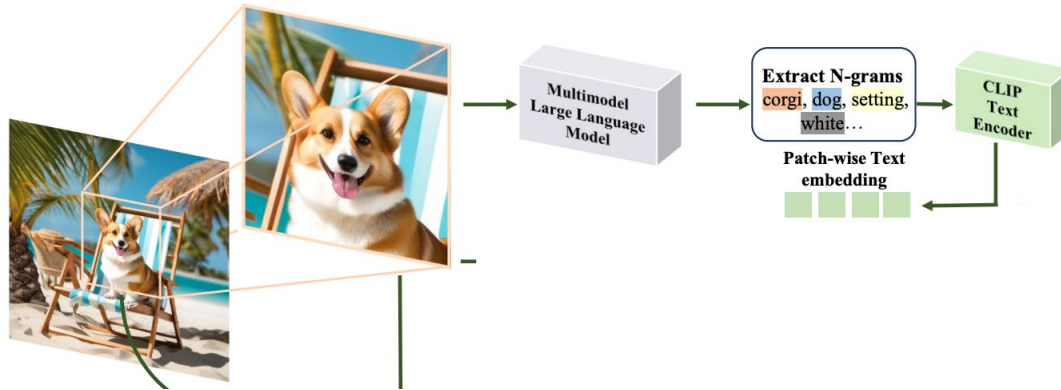 Multimodel
Large Language
Model
Extract N-grams
corgi, dog, setting,
white...
CLIP
Text
Encoder
Patch-wise Text
embedding